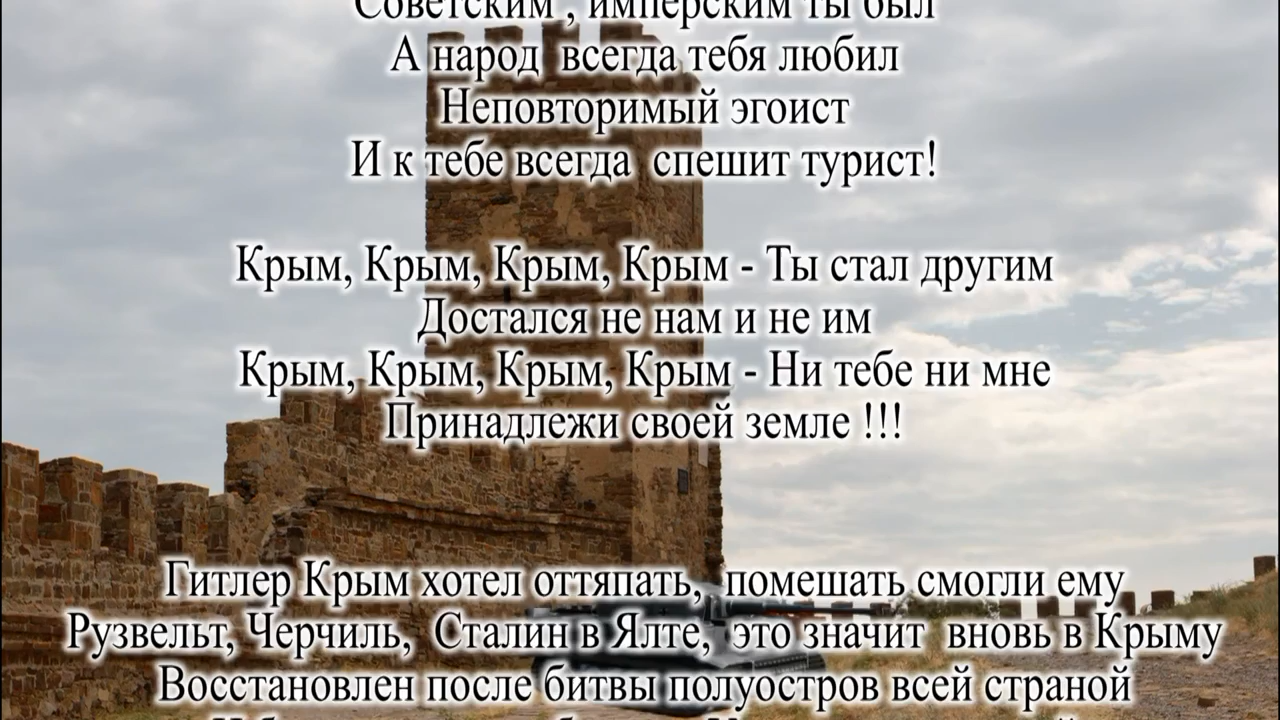 Советским , имперским ты был
А народ всегда тебя любил
Неповторимый эгоист
И к тебе всегда спешит турист!
Крым, Крым, Крым, Крым - Ты стал другим
Достался не нам и не им
Крым, Крым, Крым, Крым - Ни тебе ни мне
Принадлежи своей земле !!!
Гитлер Крым хотел оттяпать, помешать смогли ему
Рузвельт, Черчиль, Сталин в Ялте, это значит вновь в Крыму
Восстановлен после битвы полуостров всей страной